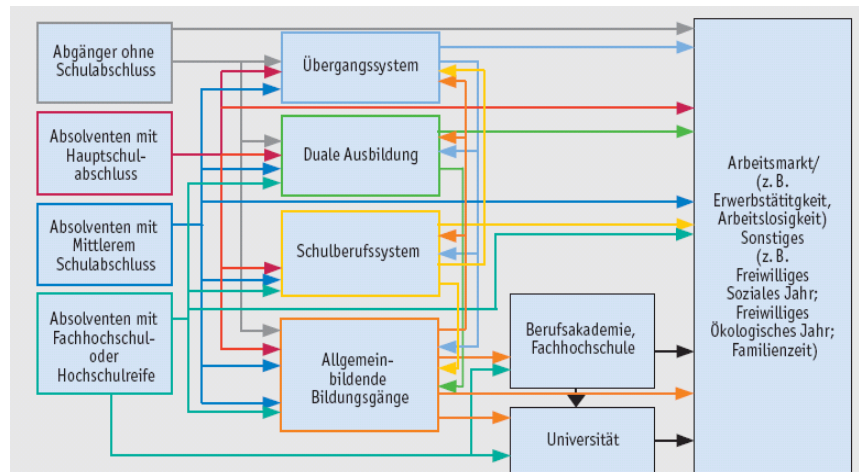 Abgänger ohne
Schulabschluss
Absolventen mit
Hauptschul-
abschluss
Absolventen mit
Mittlerem
Schulabschluss
Absolventen mit
Fachhochschul-
oder
Hochschulreife
Übergangssystem
Duale Ausbildung
Schulberufssystem
Allgemein-
bildende
Bildungsgänge
Berufsakademie,
Fachhochschule
Universität
Arbeitsmarkt/
(z. B.
Erwerbstätitgkeit,
Arbeitslosigkeit)
Sonstiges
(z. B.
Freiwilliges
Soziales Jahr;
Freiwilliges
Ökologisches Jahr;
Familienzeit)